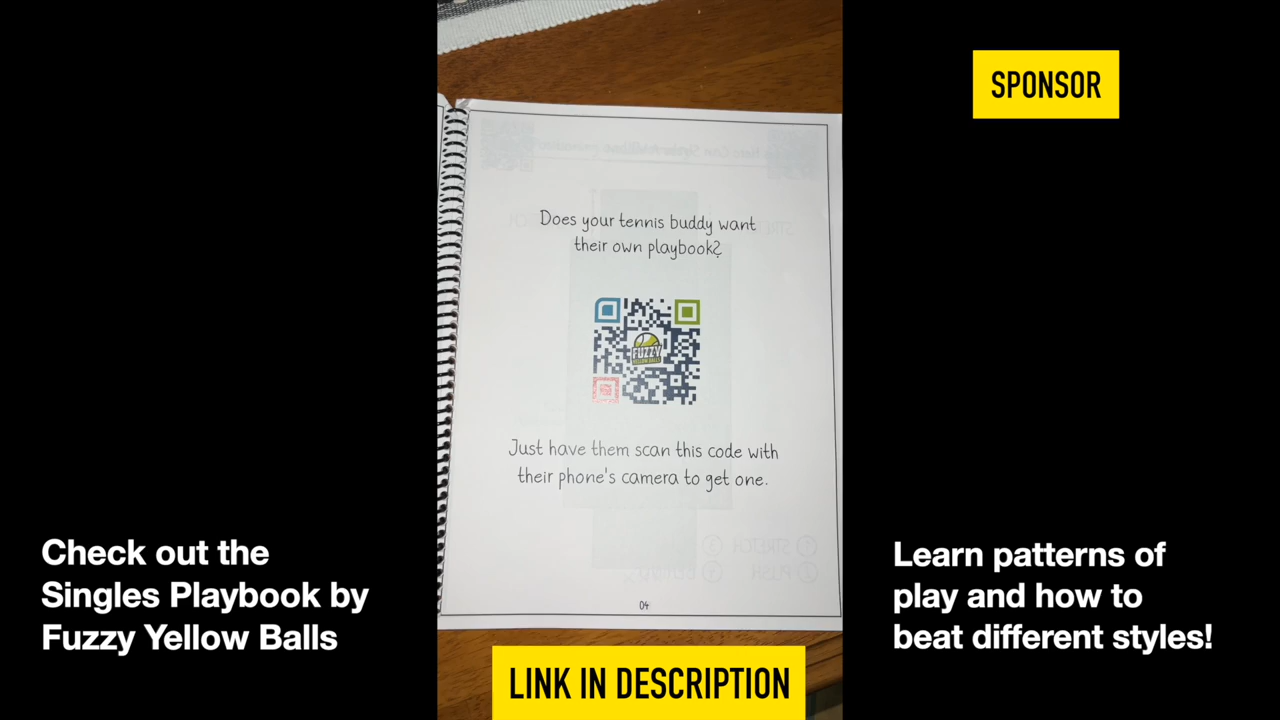 SPONSOR
Does your tennis buddy want
their own playbook?
FUZZY
YELLOW BALLS
Just have them scan this code with
their phone's camera to get one.
04
Check out the
Singles Playbook by
Fuzzy Yellow Balls
Learn patterns of
play and how to
beat different styles!
LINK IN DESCRIPTION